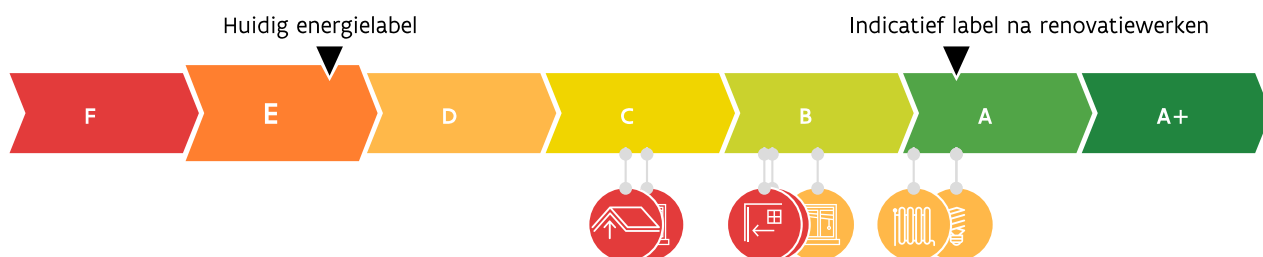 Huidig energielabel
Indicatief label na renovatiewerken
F
E
D
C
B
A
A+